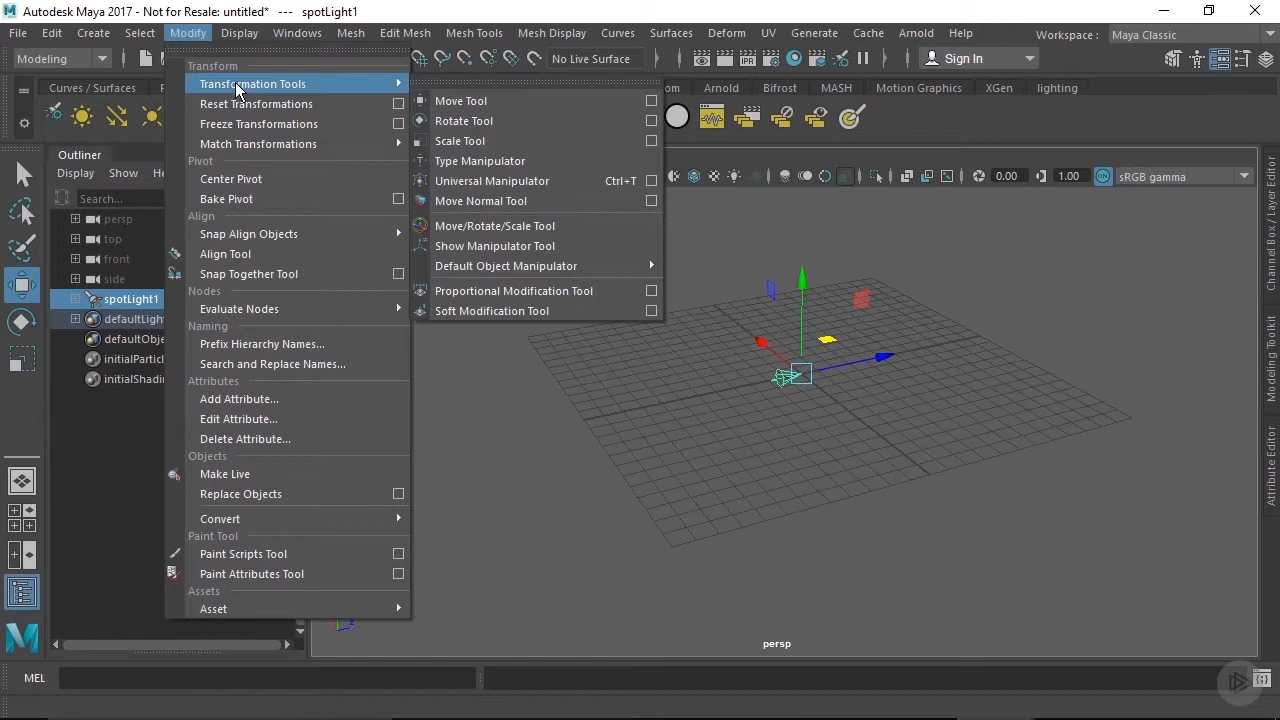 Autodesk Maya 2017 - Not for Resale: untitled* --- spotLight1
File Edit Create Select Modify Display Windows Mesh Edit Mesh Mesh Tools Mesh Display Curves Surfaces Deform UV Generate Cache Arnold Help Workspace : Maya Classic
Modeling No Live Surface Sign In
Curves / Surfaces Arnold Bifrost MASH Motion Graphics XGen lighting
Transform
Transformation Tools
Reset Transformations
Freeze Transformations
Match Transformations
Pivot
Center Pivot
Bake Pivot
Align
Snap Align Objects
Align Tool
Snap Together Tool
Nodes
Evaluate Nodes
Naming
Prefix Hierarchy Names...
Search and Replace Names...
Attributes
Add Attribute...
Edit Attribute...
Delete Attribute...
Objects
Make Live
Replace Objects
Convert
Paint Tool
Paint Scripts Tool
Paint Attributes Tool
Assets
Asset
Move Tool
Rotate Tool
Scale Tool
Type Manipulator
Universal Manipulator Ctrl+T
Move Normal Tool
Move/Rotate/Scale Tool
Show Manipulator Tool
Default Object Manipulator
Proportional Modification Tool
Soft Modification Tool
Outliner
Display Show He
Search...
persp
top
front
side
spotLight1
defaultLigh
defaultObje
initialParticl
initialShadin
0.00 1.00 sRGB gamma
Channel Box / Layer Editor
Modeling Toolkit
Attribute Editor
z
persp
MEL